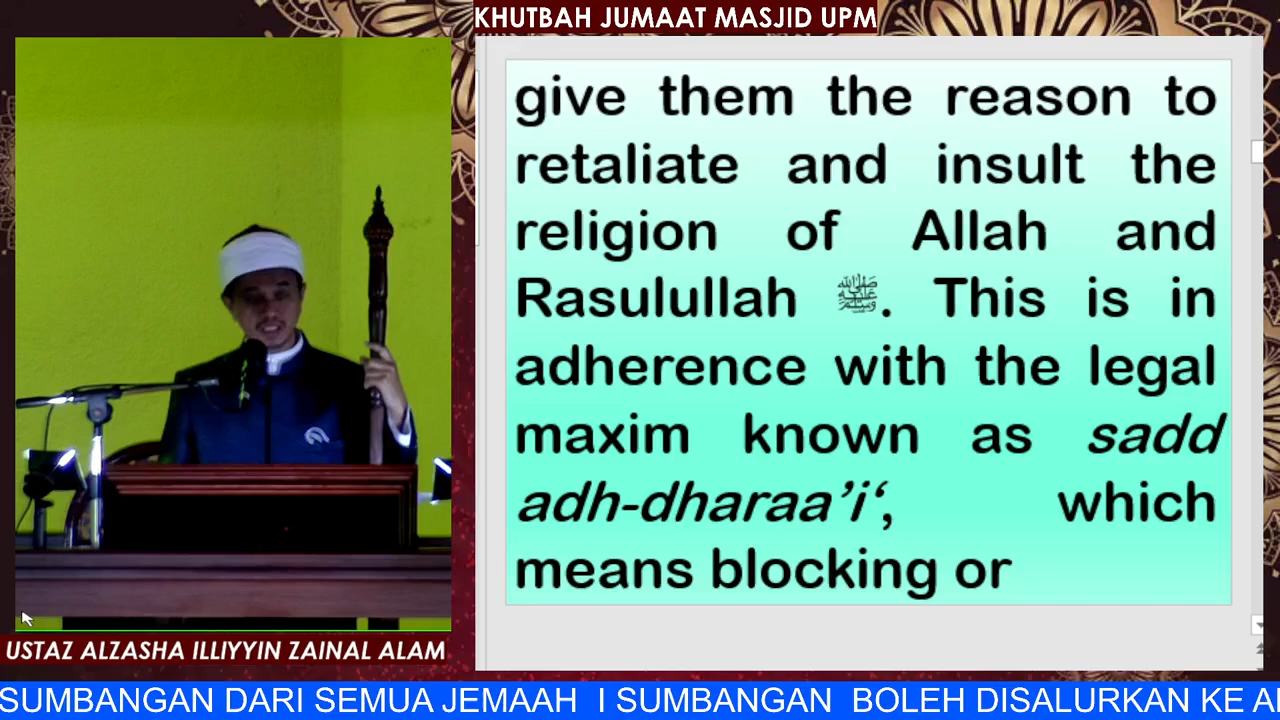 KHUTBAH JUMAAT MASJID UPM
give them the reason to
retaliate and insult the
religion of Allah and
Rasulullah ﷺ. This is in
adherence with the legal
maxim known as sadd
adh-dharaa’i‘, which
means blocking or
USTAZ ALZASHA ILLIYYIN ZAINAL ALAM
SUMBANGAN DARI SEMUA JEMAAH I SUMBANGAN BOLEH DISALURKAN KE